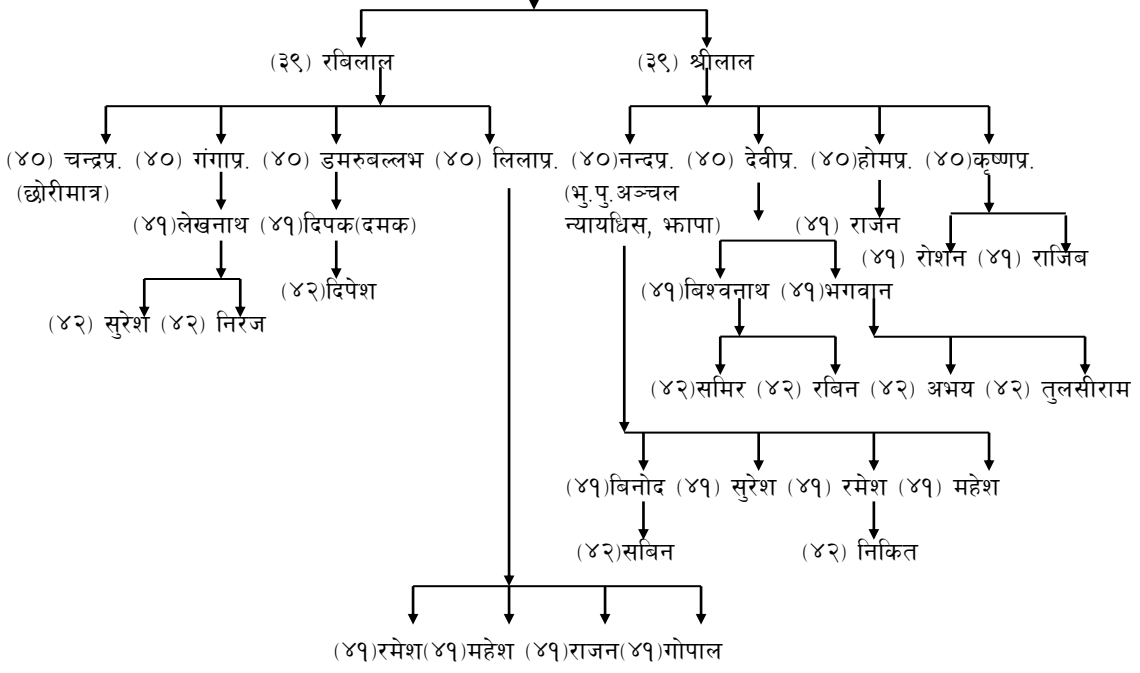 (३९) रबिलाल (३९) श्रीलाल
(४०) चन्द्रप्र. (४०) गंगाप्र. (४०) डमरुबल्लभ (४०) लिलाप्र. (४०)नन्दप्र. (४०) देवीप्र. (४०)होमप्र. (४०)कृष्णप्र.
(छोरीमात्र) (भु.पु.अञ्चल
(४१)लेखनाथ (४१)दिपक(दमक) न्यायधिस, झापा) (४१) राजन
(४१) रोशन (४१) राजिब
(४२)दिपेश (४१)बिश्वनाथ (४१)भगवान
(४२) सुरेश (४२) निरज
(४२)समिर (४२) रबिन (४२) अभय (४२) तुलसीराम
(४१)बिनोद (४१) सुरेश (४१) रमेश (४१) महेश
(४२)सबिन (४२) निकित
(४१)रमेश(४१)महेश (४१)राजन(४१)गोपाल